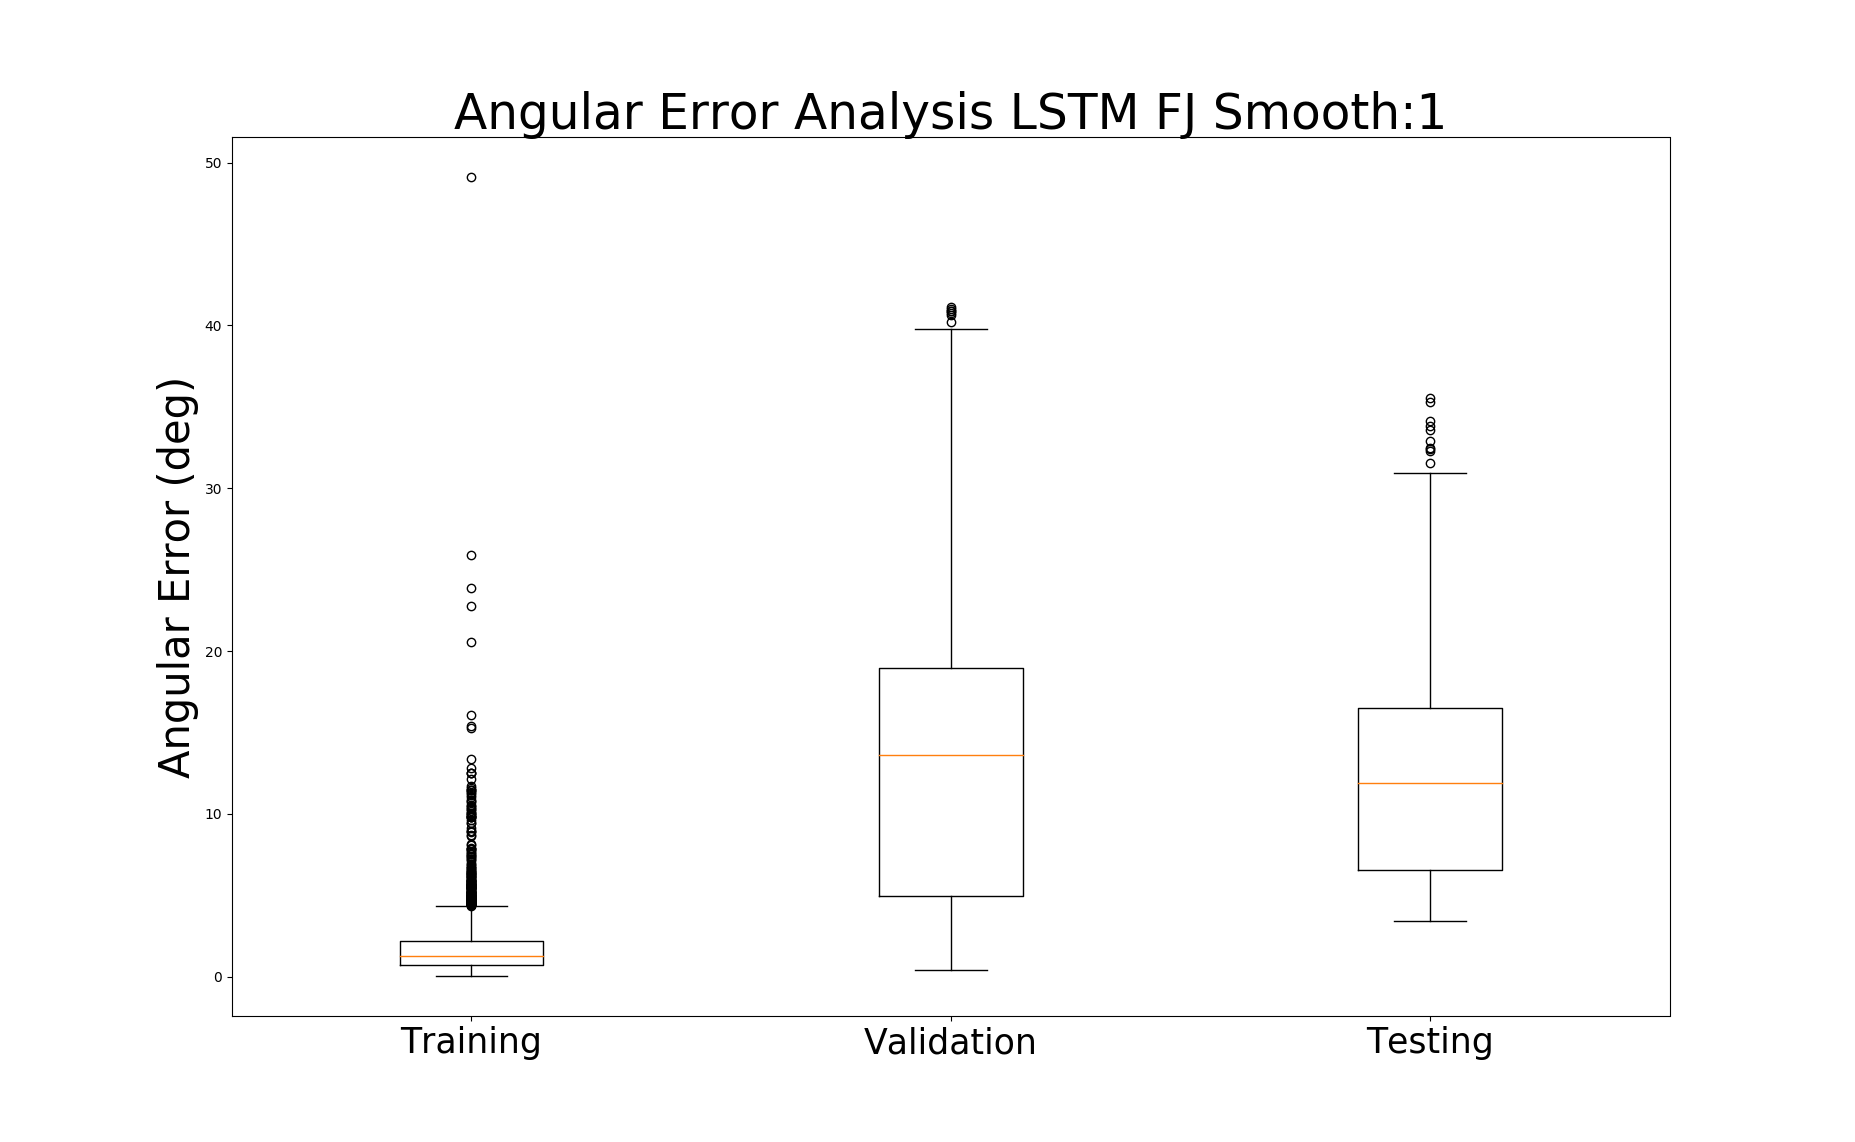 Angular Error Analysis LSTM FJ Smooth:1
Angular Error (deg)
50
40
30
20
10
0
Training Validation Testing